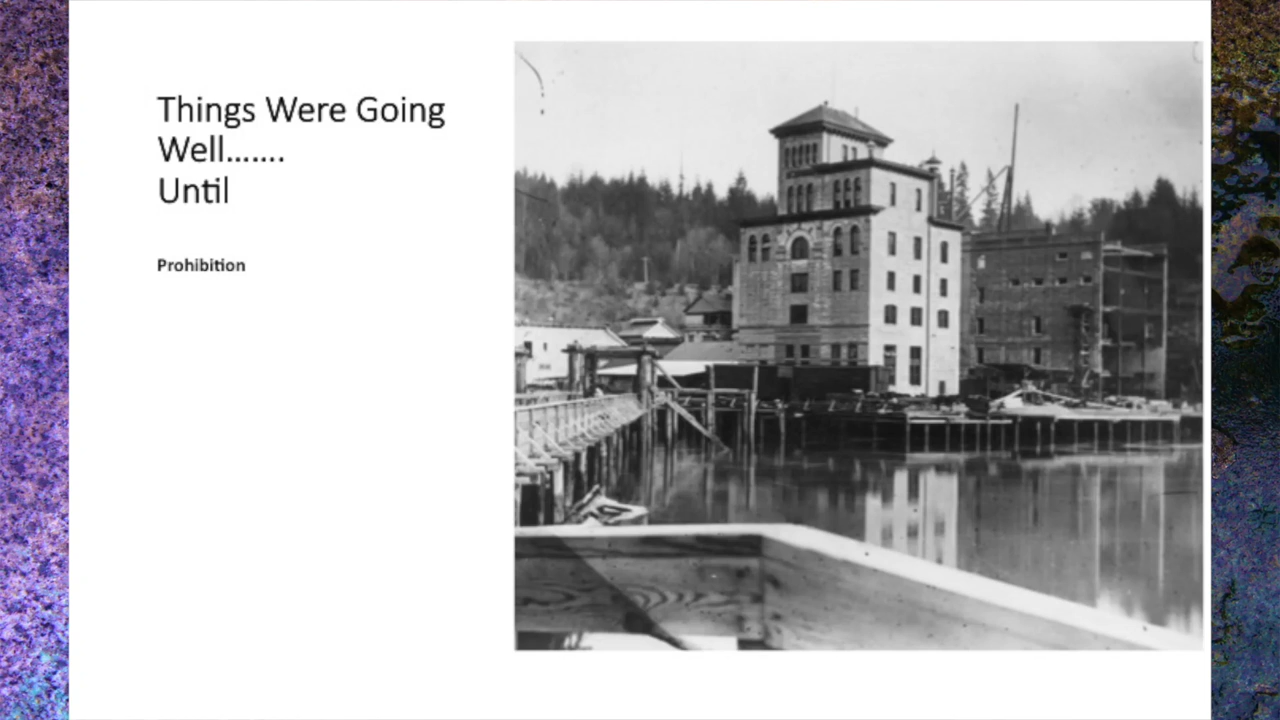 Things Were Going
Well…….
Until
Prohibition